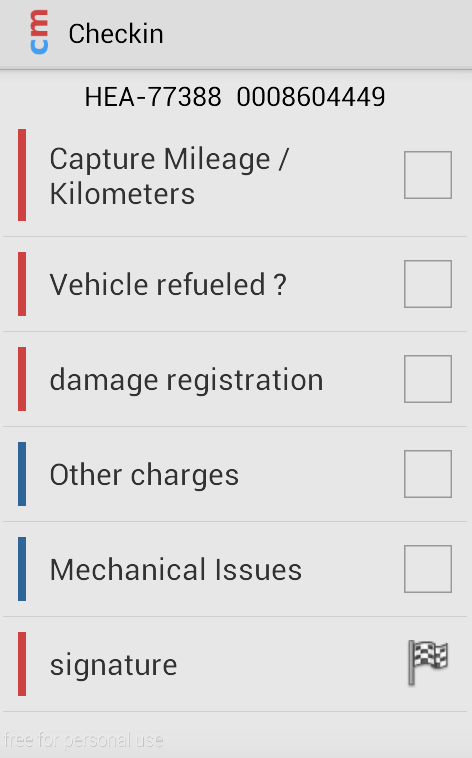 cm
Checkin
HEA-77388 0008604449
Capture Mileage /
Kilometers
Vehicle refueled ?
damage registration
Other charges
Mechanical Issues
signature
free for personal use